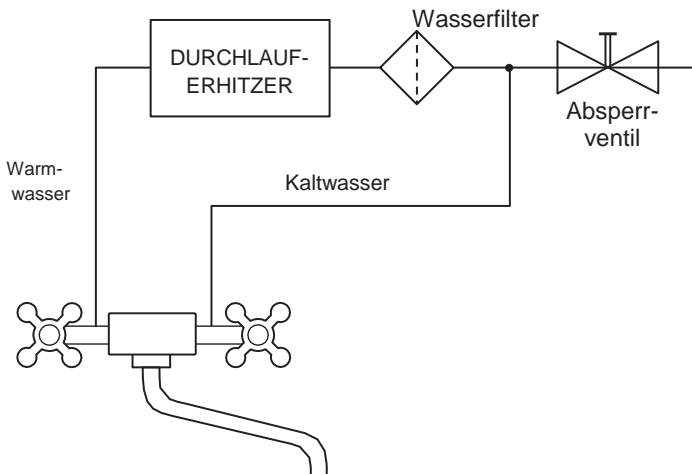 Wasserfilter
DURCHLAUF-
ERHITZER
Absperr-
ventil
Warm-
wasser
Kaltwasser